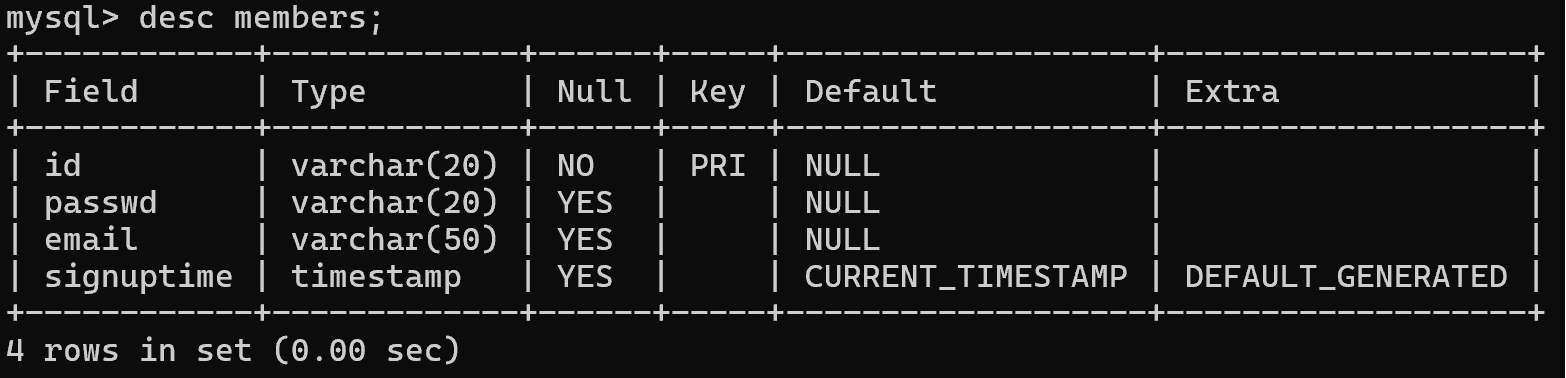 mysql> desc members;
+------------+-------------+------+-----+-------------------+-------------------+
| Field      | Type        | Null | Key | Default           | Extra             |
+------------+-------------+------+-----+-------------------+-------------------+
| id         | varchar(20) | NO   | PRI | NULL              |                   |
| passwd     | varchar(20) | YES  |     | NULL              |                   |
| email      | varchar(50) | YES  |     | NULL              |                   |
| signuptime | timestamp   | YES  |     | CURRENT_TIMESTAMP | DEFAULT_GENERATED |
+------------+-------------+------+-----+-------------------+-------------------+
4 rows in set (0.00 sec)